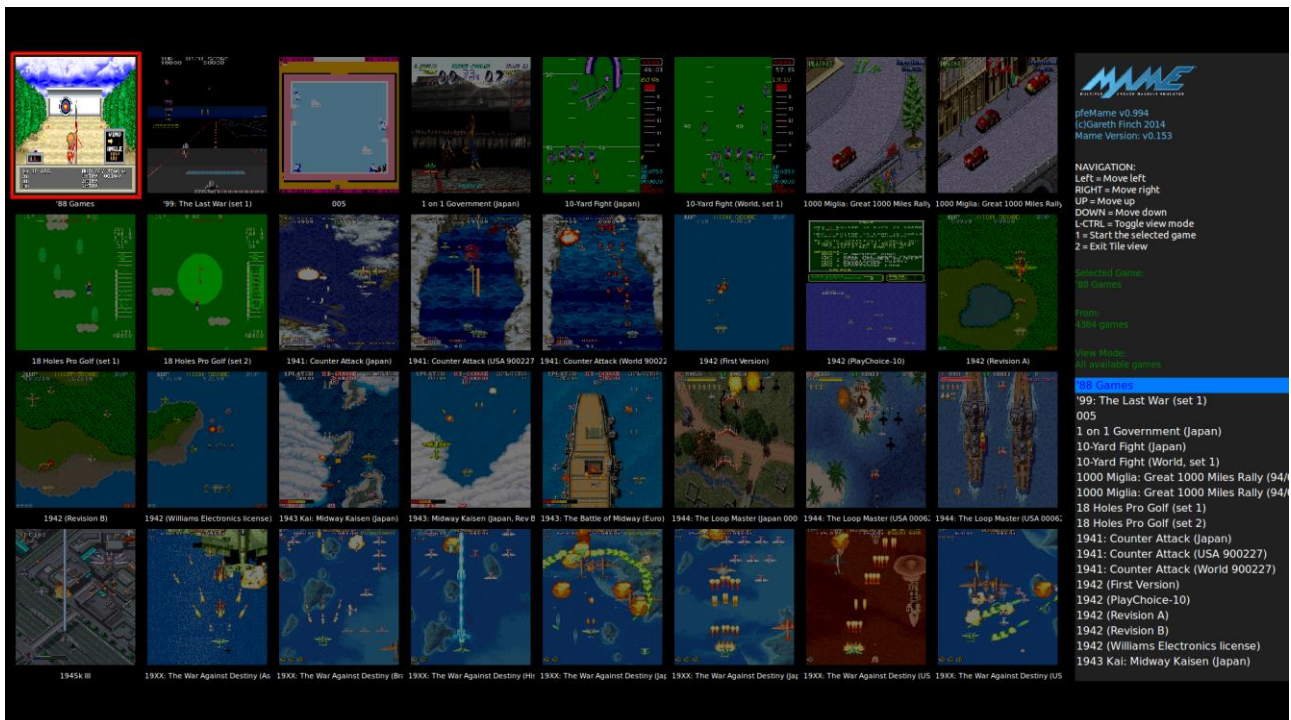 '88 Games
'99: The Last War (set 1)
005
1 on 1 Government (Japan)
10-Yard Fight (Japan)
10-Yard Fight (World, set 1)
1000 Miglia: Great 1000 Miles Rally
1000 Miglia: Great 1000 Miles Rally
18 Holes Pro Golf (set 1)
18 Holes Pro Golf (set 2)
1941: Counter Attack (Japan)
1941: Counter Attack (USA 900227
1941: Counter Attack (World 90022
1942 (First Version)
1942 (PlayChoice-10)
1942 (Revision A)
1942 (Revision B)
1942 (Williams Electronics license)
1943 Kai: Midway Kaisen (Japan)
1943: Midway Kaisen (Japan, Rev B
1943: The Battle of Midway (Euro)
1944: The Loop Master (Japan 000
1944: The Loop Master (USA 00062
1944: The Loop Master (USA 00062
1945k III
19XX: The War Against Destiny (As
19XX: The War Against Destiny (Bra
19XX: The War Against Destiny (His
19XX: The War Against Destiny (Jap
19XX: The War Against Destiny (Jap
19XX: The War Against Destiny (US
19XX: The War Against Destiny (US
MAME
MULTIPLE ARCADE MACHINE EMULATOR
pfeMame v0.994
(c)Gareth Finch 2014
Mame Version: v0.153
NAVIGATION:
Left = Move left
RIGHT = Move right
UP = Move up
DOWN = Move down
L-CTRL = Toggle view mode
1 = Start the selected game
2 = Exit Tile view
Selected Game:
'88 Games
From:
4384 games
View Mode:
All available games
'88 Games
'99: The Last War (set 1)
005
1 on 1 Government (Japan)
10-Yard Fight (Japan)
10-Yard Fight (World, set 1)
1000 Miglia: Great 1000 Miles Rally (94/0
1000 Miglia: Great 1000 Miles Rally (94/0
18 Holes Pro Golf (set 1)
18 Holes Pro Golf (set 2)
1941: Counter Attack (Japan)
1941: Counter Attack (USA 900227)
1941: Counter Attack (World 900227)
1942 (First Version)
1942 (PlayChoice-10)
1942 (Revision A)
1942 (Revision B)
1942 (Williams Electronics license)
1943 Kai: Midway Kaisen (Japan)